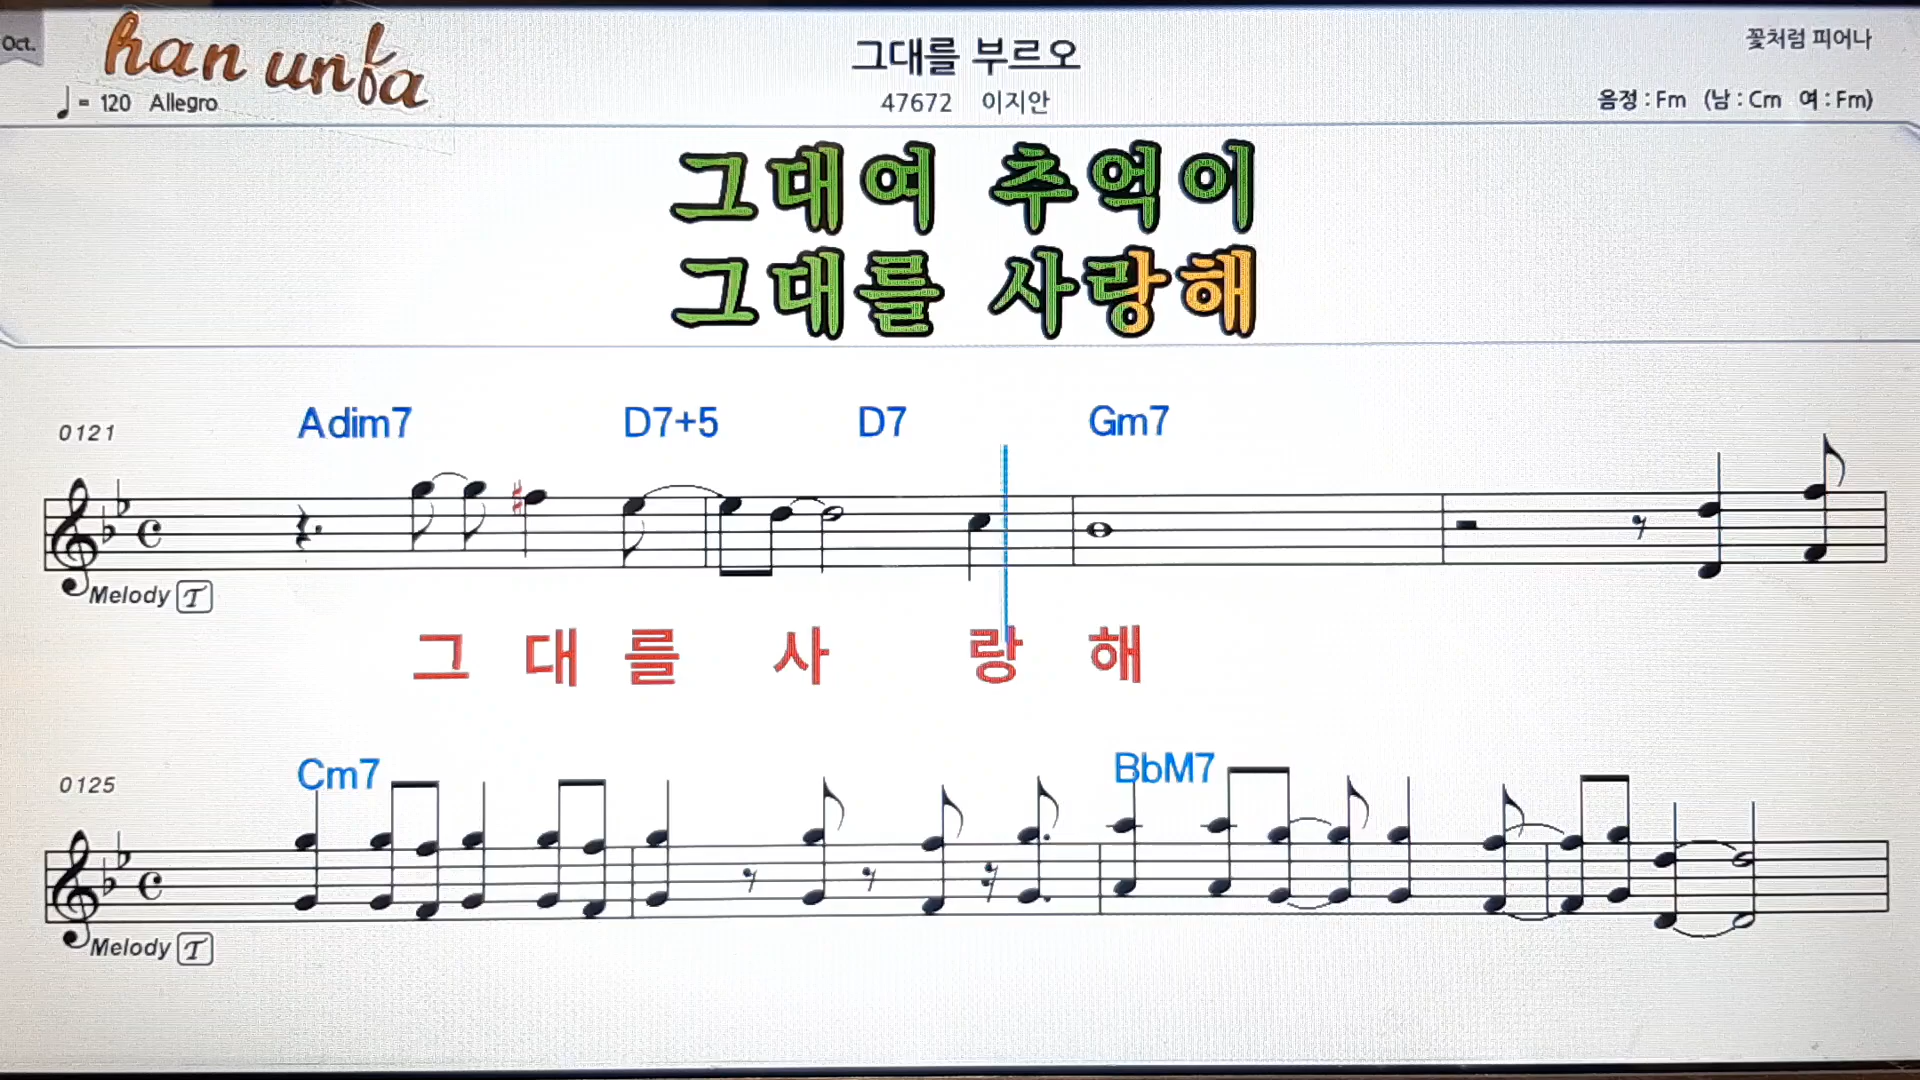 Oct.
han unfa
그대를 부르오
꽃처럼 피어나
♩= 120 Allegro
47672 이지안
음정 : Fm (남 : Cm 여 : Fm)
그대여 추억이
그대를 사랑해
0121 Adim7 D7+5 D7 Gm7
Melody T
그 대 를 사 랑 해
0125 Cm7 BbM7
Melody T